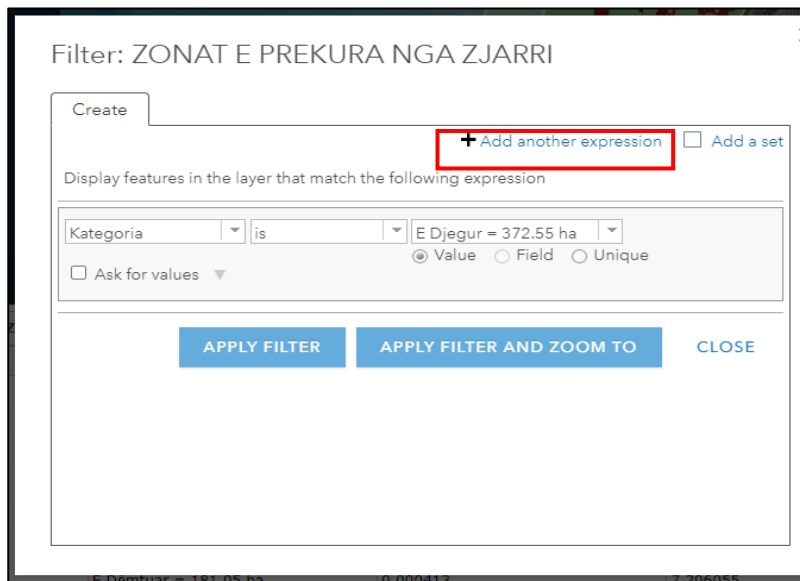 Filter: ZONAT E PREKURA NGA ZJARRI
Create
+ Add another expression Add a set
Display features in the layer that match the following expression
Kategoria is E Djegur = 372.55 ha
Value Field Unique
Ask for values
APPLY FILTER APPLY FILTER AND ZOOM TO CLOSE
E Dëmtuar = 181.05 ha 0.000413 7.206055